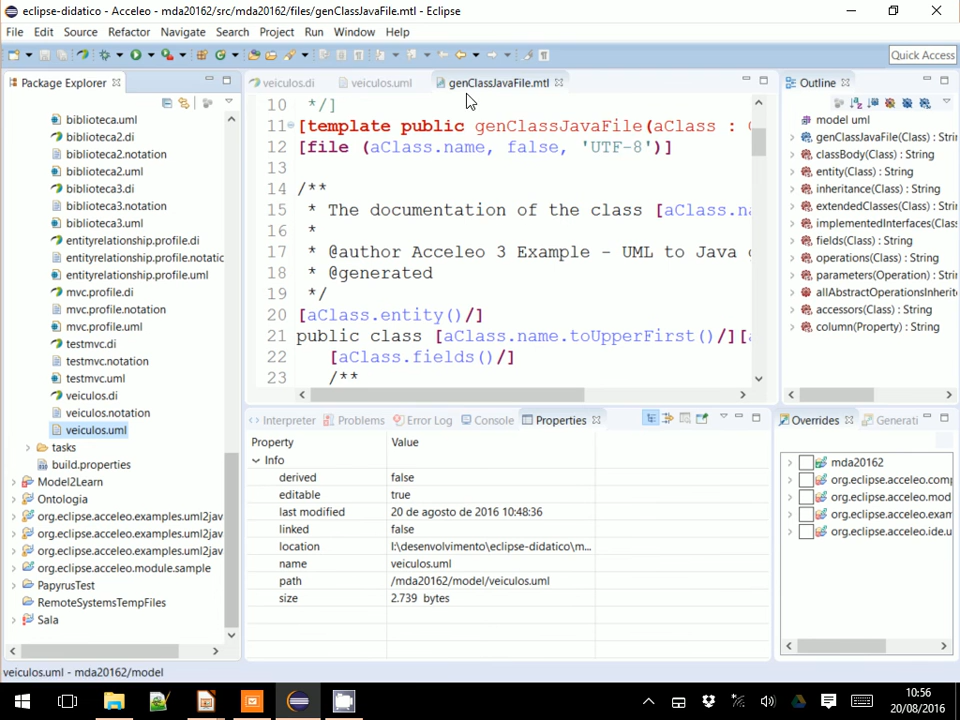 eclipse-didatico - Acceleo - mda20162/src/mda20162/files/genClassJavaFile.mtl - Eclipse
File Edit Source Refactor Navigate Search Project Run Window Help
Quick Access
Package Explorer
biblioteca.uml
biblioteca2.di
biblioteca2.notation
biblioteca2.uml
biblioteca3.di
biblioteca3.notation
biblioteca3.uml
entityrelationship.profile.di
entityrelationship.profile.notatic
entityrelationship.profile.uml
mvc.profile.di
mvc.profile.notation
mvc.profile.uml
testmvc.di
testmvc.notation
testmvc.uml
veiculos.di
veiculos.notation
veiculos.uml
tasks
build.properties
Model2Learn
Ontologia
org.eclipse.acceleo.examples.uml2jav
org.eclipse.acceleo.examples.uml2jav
org.eclipse.acceleo.examples.uml2jav
org.eclipse.acceleo.module.sample
PapyrusTest
RemoteSystemsTempFiles
Sala
veiculos.di veiculos.uml genClassJavaFile.mtl
10 */]
11 [template public genClassJavaFile(aClass :
12 [file (aClass.name, false, 'UTF-8')]
13
14 /**
15 * The documentation of the class [aClass.na
16 *
17 * @author Acceleo 3 Example - UML to Java
18 * @generated
19 */
20 [aClass.entity()/]
21 public class [aClass.name.toUpperFirst()/][a
22 [aClass.fields()/]
23 /**
Outline
model uml
genClassJavaFile(Class) : String
classBody(Class) : String
entity(Class) : String
inheritance(Class) : String
extendedClasses(Class) : String
implementedInterfaces(Class)
fields(Class) : String
operations(Class) : String
parameters(Operation) : String
allAbstractOperationsInherit
accessors(Class) : String
column(Property) : String
Interpreter Problems Error Log Console Properties
Property Value
Info
derived false
editable true
last modified 20 de agosto de 2016 10:48:36
linked false
location I:\desenvolvimento\eclipse-didatico\m...
name veiculos.uml
path /mda20162/model/veiculos.uml
size 2.739 bytes
Overrides Generati
mda20162
org.eclipse.acceleo.comp
org.eclipse.acceleo.mod
org.eclipse.acceleo.exam
org.eclipse.acceleo.ide.u
veiculos.uml - mda20162/model
10:56
20/08/2016